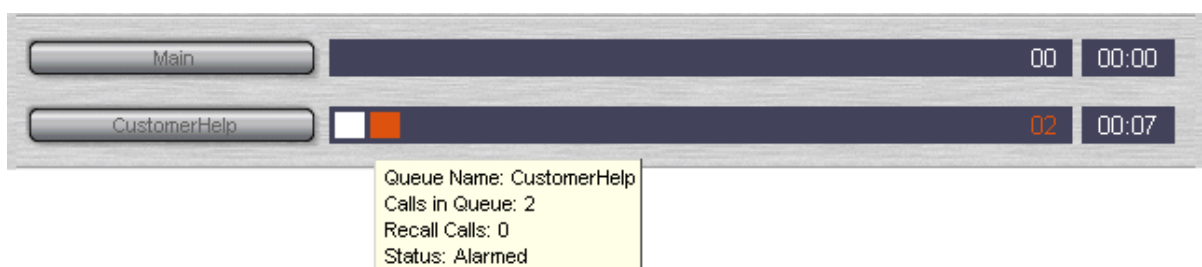 Main 00 00:00
CustomerHelp 02 00:07
Queue Name: CustomerHelp
Calls in Queue: 2
Recall Calls: 0
Status: Alarmed